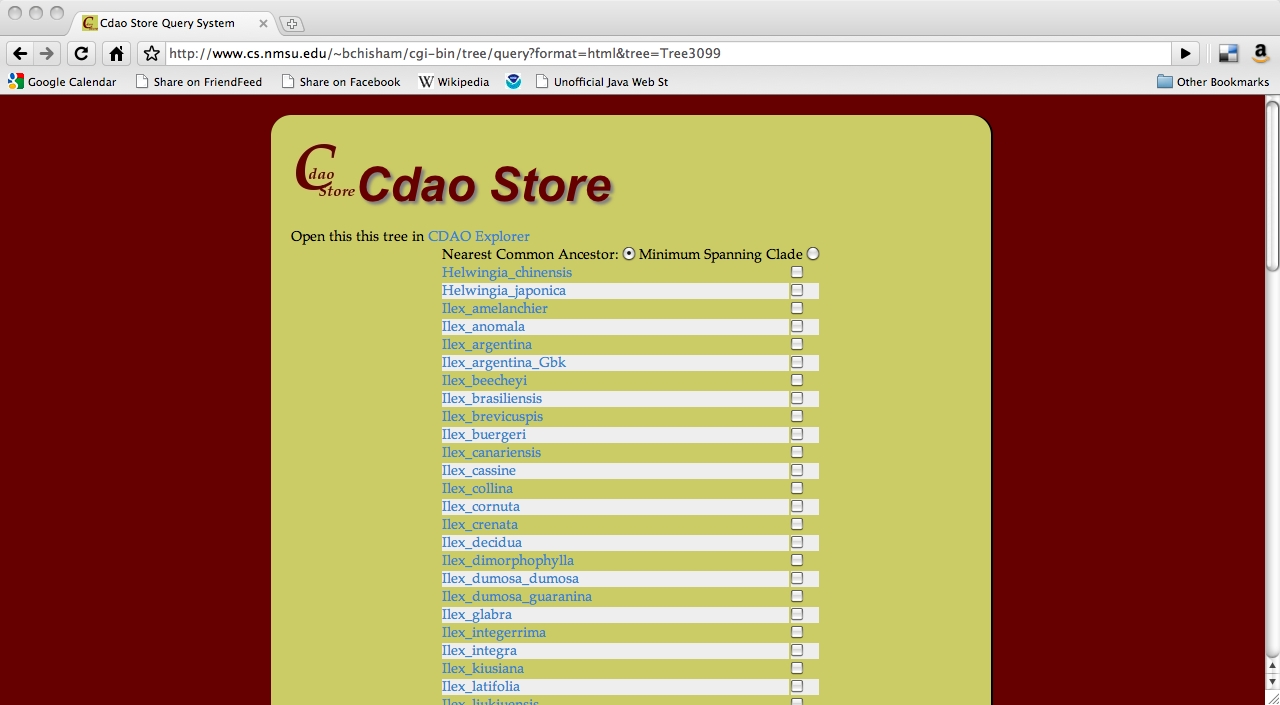 Cdao Store Query System
http://www.cs.nmsu.edu/~bchisham/cgi-bin/tree/query?format=html&tree=Tree3099
Google Calendar Share on FriendFeed Share on Facebook W Wikipedia Unofficial Java Web St Other Bookmarks
Cdao Store Cdao Store
Open this this tree in CDAO Explorer
Nearest Common Ancestor: Minimum Spanning Clade
Helwingia_chinensis
Helwingia_japonica
Ilex_amelanchier
Ilex_anomala
Ilex_argentina
Ilex_argentina_Gbk
Ilex_beecheyi
Ilex_brasiliensis
Ilex_brevicuspis
Ilex_buergeri
Ilex_canariensis
Ilex_cassine
Ilex_collina
Ilex_cornuta
Ilex_crenata
Ilex_decidua
Ilex_dimorphophylla
Ilex_dumosa_dumosa
Ilex_dumosa_guaranina
Ilex_glabra
Ilex_integerrima
Ilex_integra
Ilex_kiusiana
Ilex_latifolia
Ilex_liukiuensis